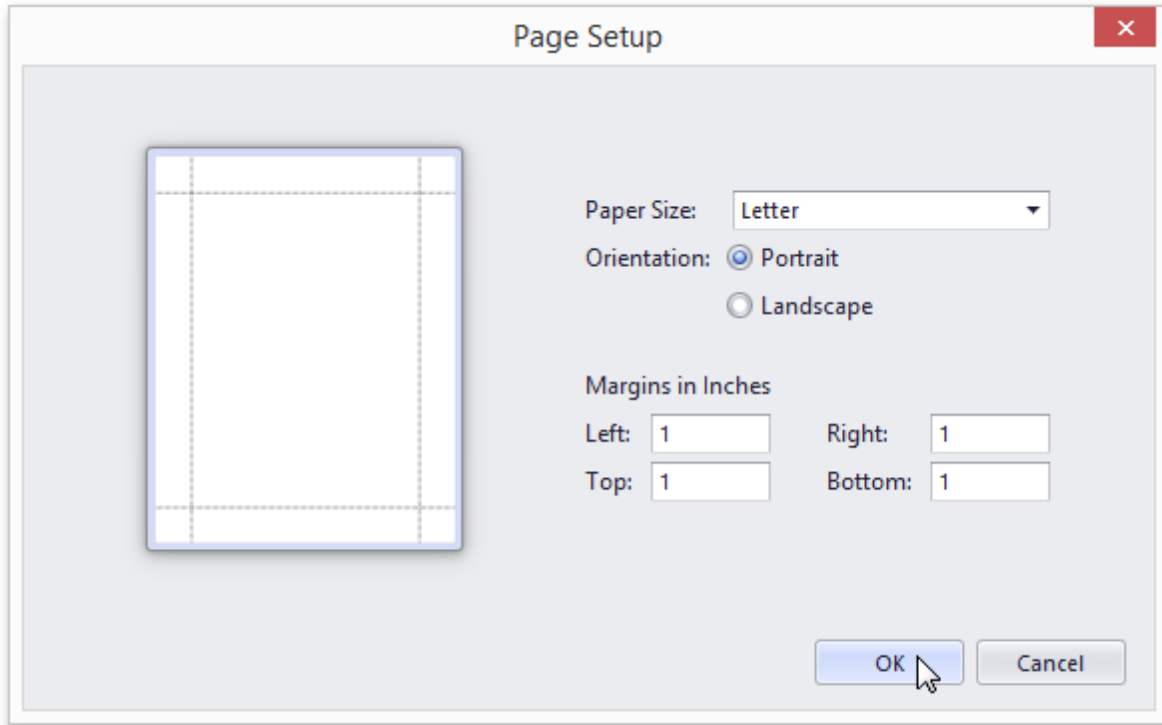 Page Setup
Paper Size: Letter
Orientation: Portrait
Landscape
Margins in Inches
Left: 1 Right: 1
Top: 1 Bottom: 1
OK Cancel